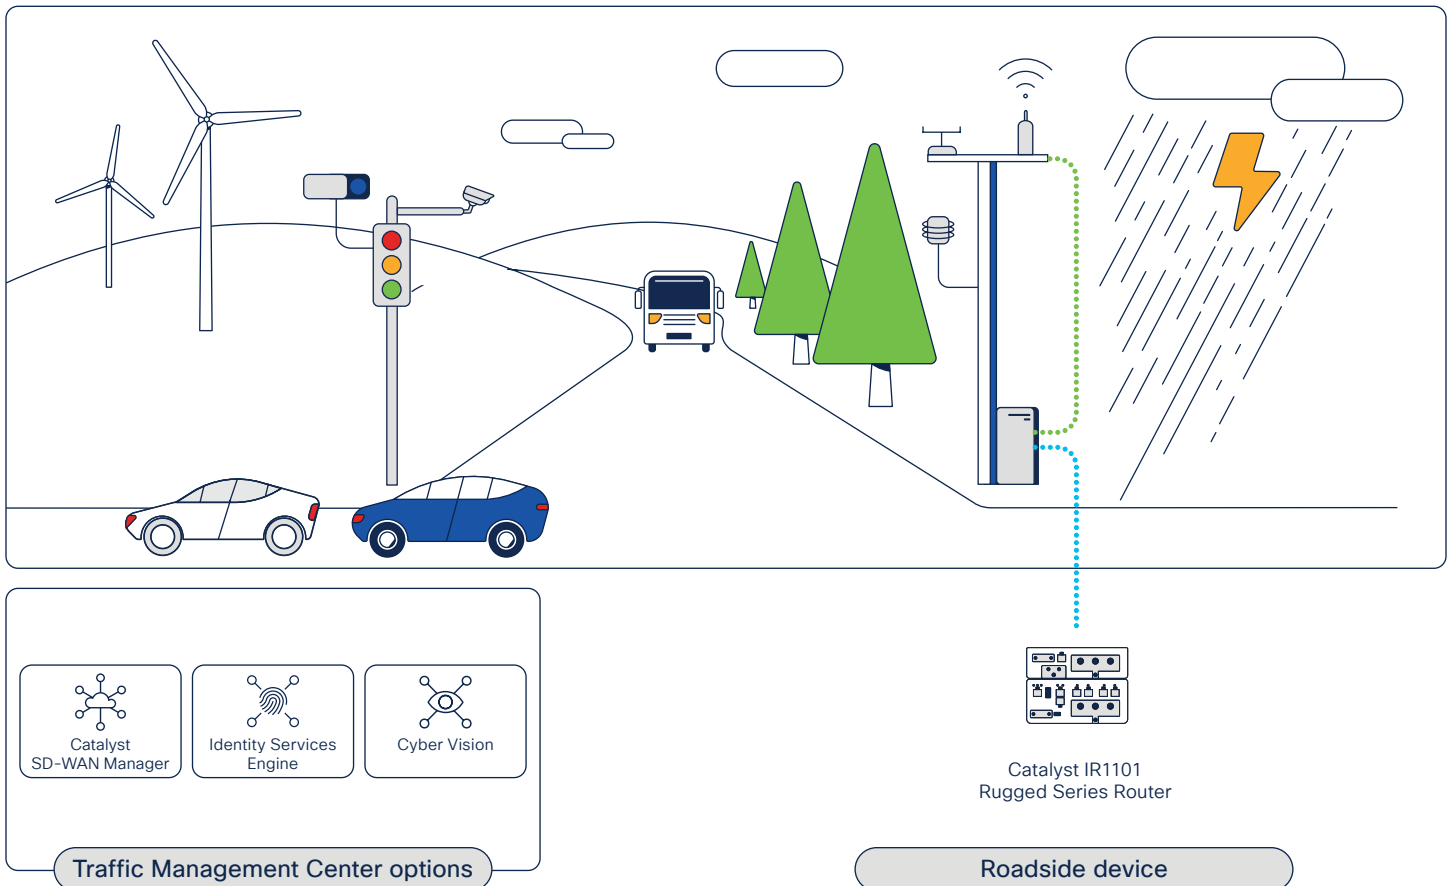 Catalyst
SD-WAN Manager
Identity Services
Engine
Cyber Vision
Traffic Management Center options
Catalyst IR1101
Rugged Series Router
Roadside device